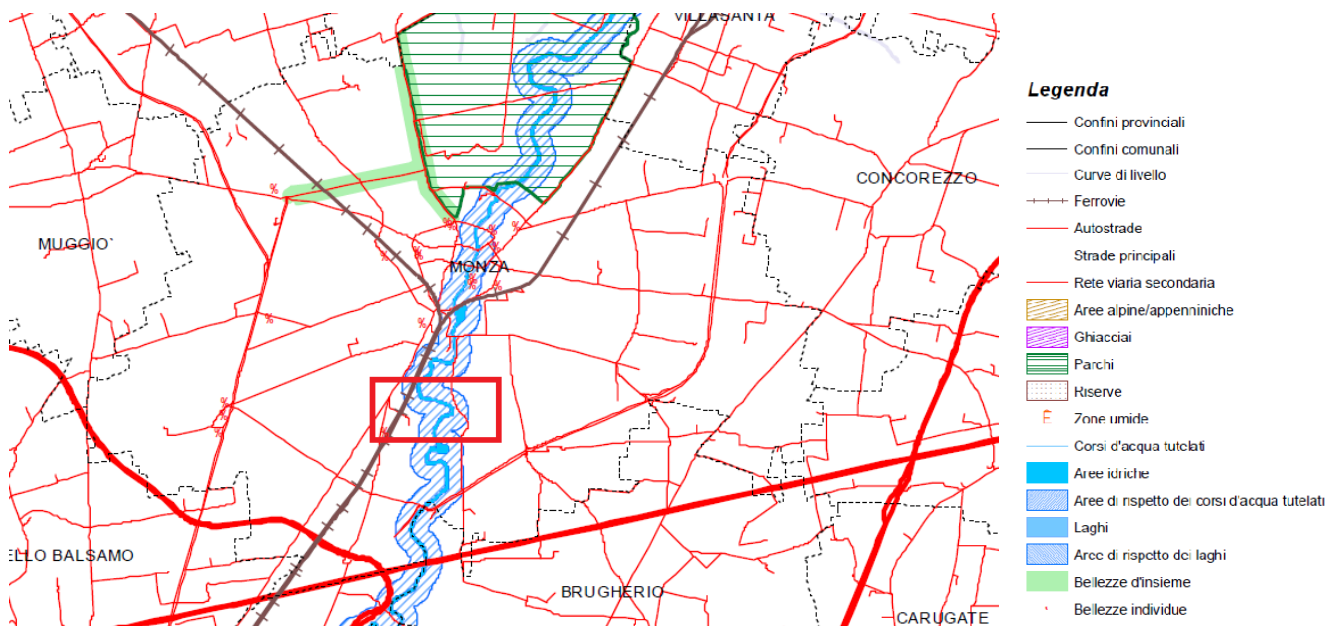 VILLASANTA
CONCOREZZO
MUGGIO`
MONZA
ELLO BALSAMO
BRUGHERIO
CARUGATE
Legenda
Confini provinciali
Confini comunali
Curve di livello
Ferrovie
Autostrade
Strade principali
Rete viaria secondaria
Aree alpine/appenniniche
Ghiacciai
Parchi
Riserve
E Zone umide
Corsi d'acqua tutelati
Aree idriche
Aree di rispetto dei corsi d'acqua tutelati
Laghi
Aree di rispetto dei laghi
Bellezze d'insieme
Bellezze individue